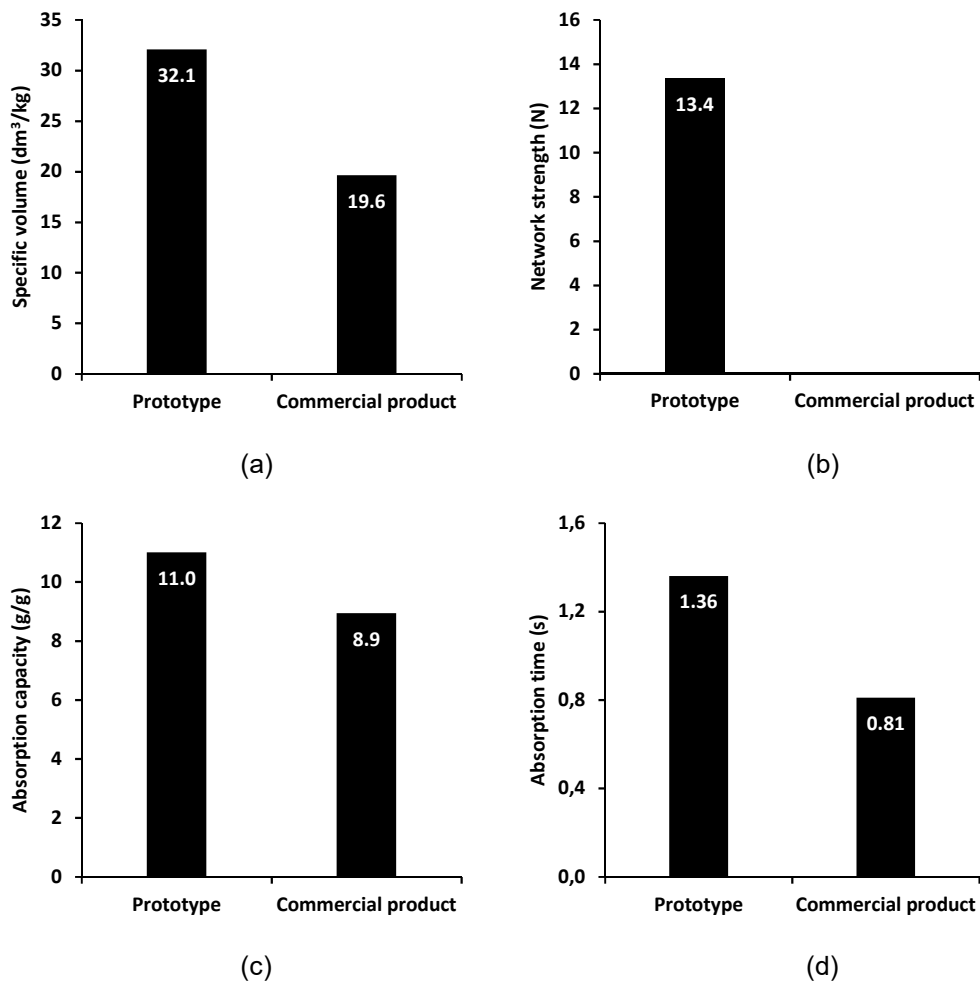 Specific volume (dm³/kg)
35
30
25
20
15
10
5
0
32.1
19.6
Prototype
Commercial product
(a)
Network strength (N)
16
14
12
10
8
6
4
2
0
13.4
Prototype
Commercial product
(b)
Absorption capacity (g/g)
12
10
8
6
4
2
0
11.0
8.9
Prototype
Commercial product
(c)
Absorption time (s)
1,6
1,2
0,8
0,4
0,0
1.36
0.81
Prototype
Commercial product
(d)